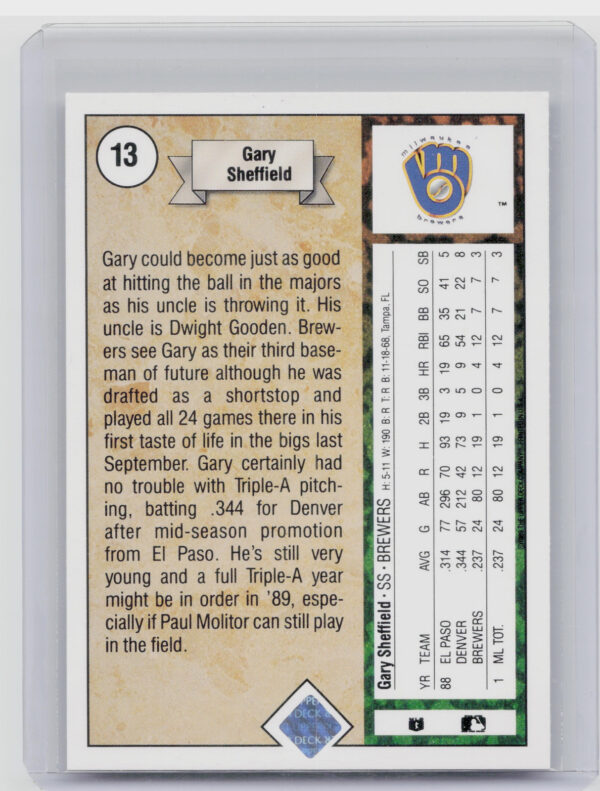 13
Gary
Sheffield
Gary could become just as good
at hitting the ball in the majors
as his uncle is throwing it. His
uncle is Dwight Gooden. Brew-
ers see Gary as their third base-
man of future although he was
drafted as a shortstop and
played all 24 games there in his
first taste of life in the bigs last
September. Gary certainly had
no trouble with Triple-A pitch-
ing, batting .344 for Denver
after mid-season promotion
from El Paso. He's still very
young and a full Triple-A year
might be in order in '89, espe-
cially if Paul Molitor can still play
in the field.
milwaukee
brewers
TM
Gary Sheffield • SS • BREWERS H: 5-11 W: 190 B: R T: R B: 11-18-68, Tampa, FL
YR TEAM AVG G AB R H 2B 3B HR RBI BB SO SB
88 EL PASO .314 77 296 70 93 19 3 19 65 35 41 5
DENVER .344 57 212 42 73 9 5 9 54 21 22 8
BREWERS .237 24 80 12 19 1 0 4 12 7 7 3
1 ML TOT. .237 24 80 12 19 1 0 4 12 7 7 3
DECK
DECK